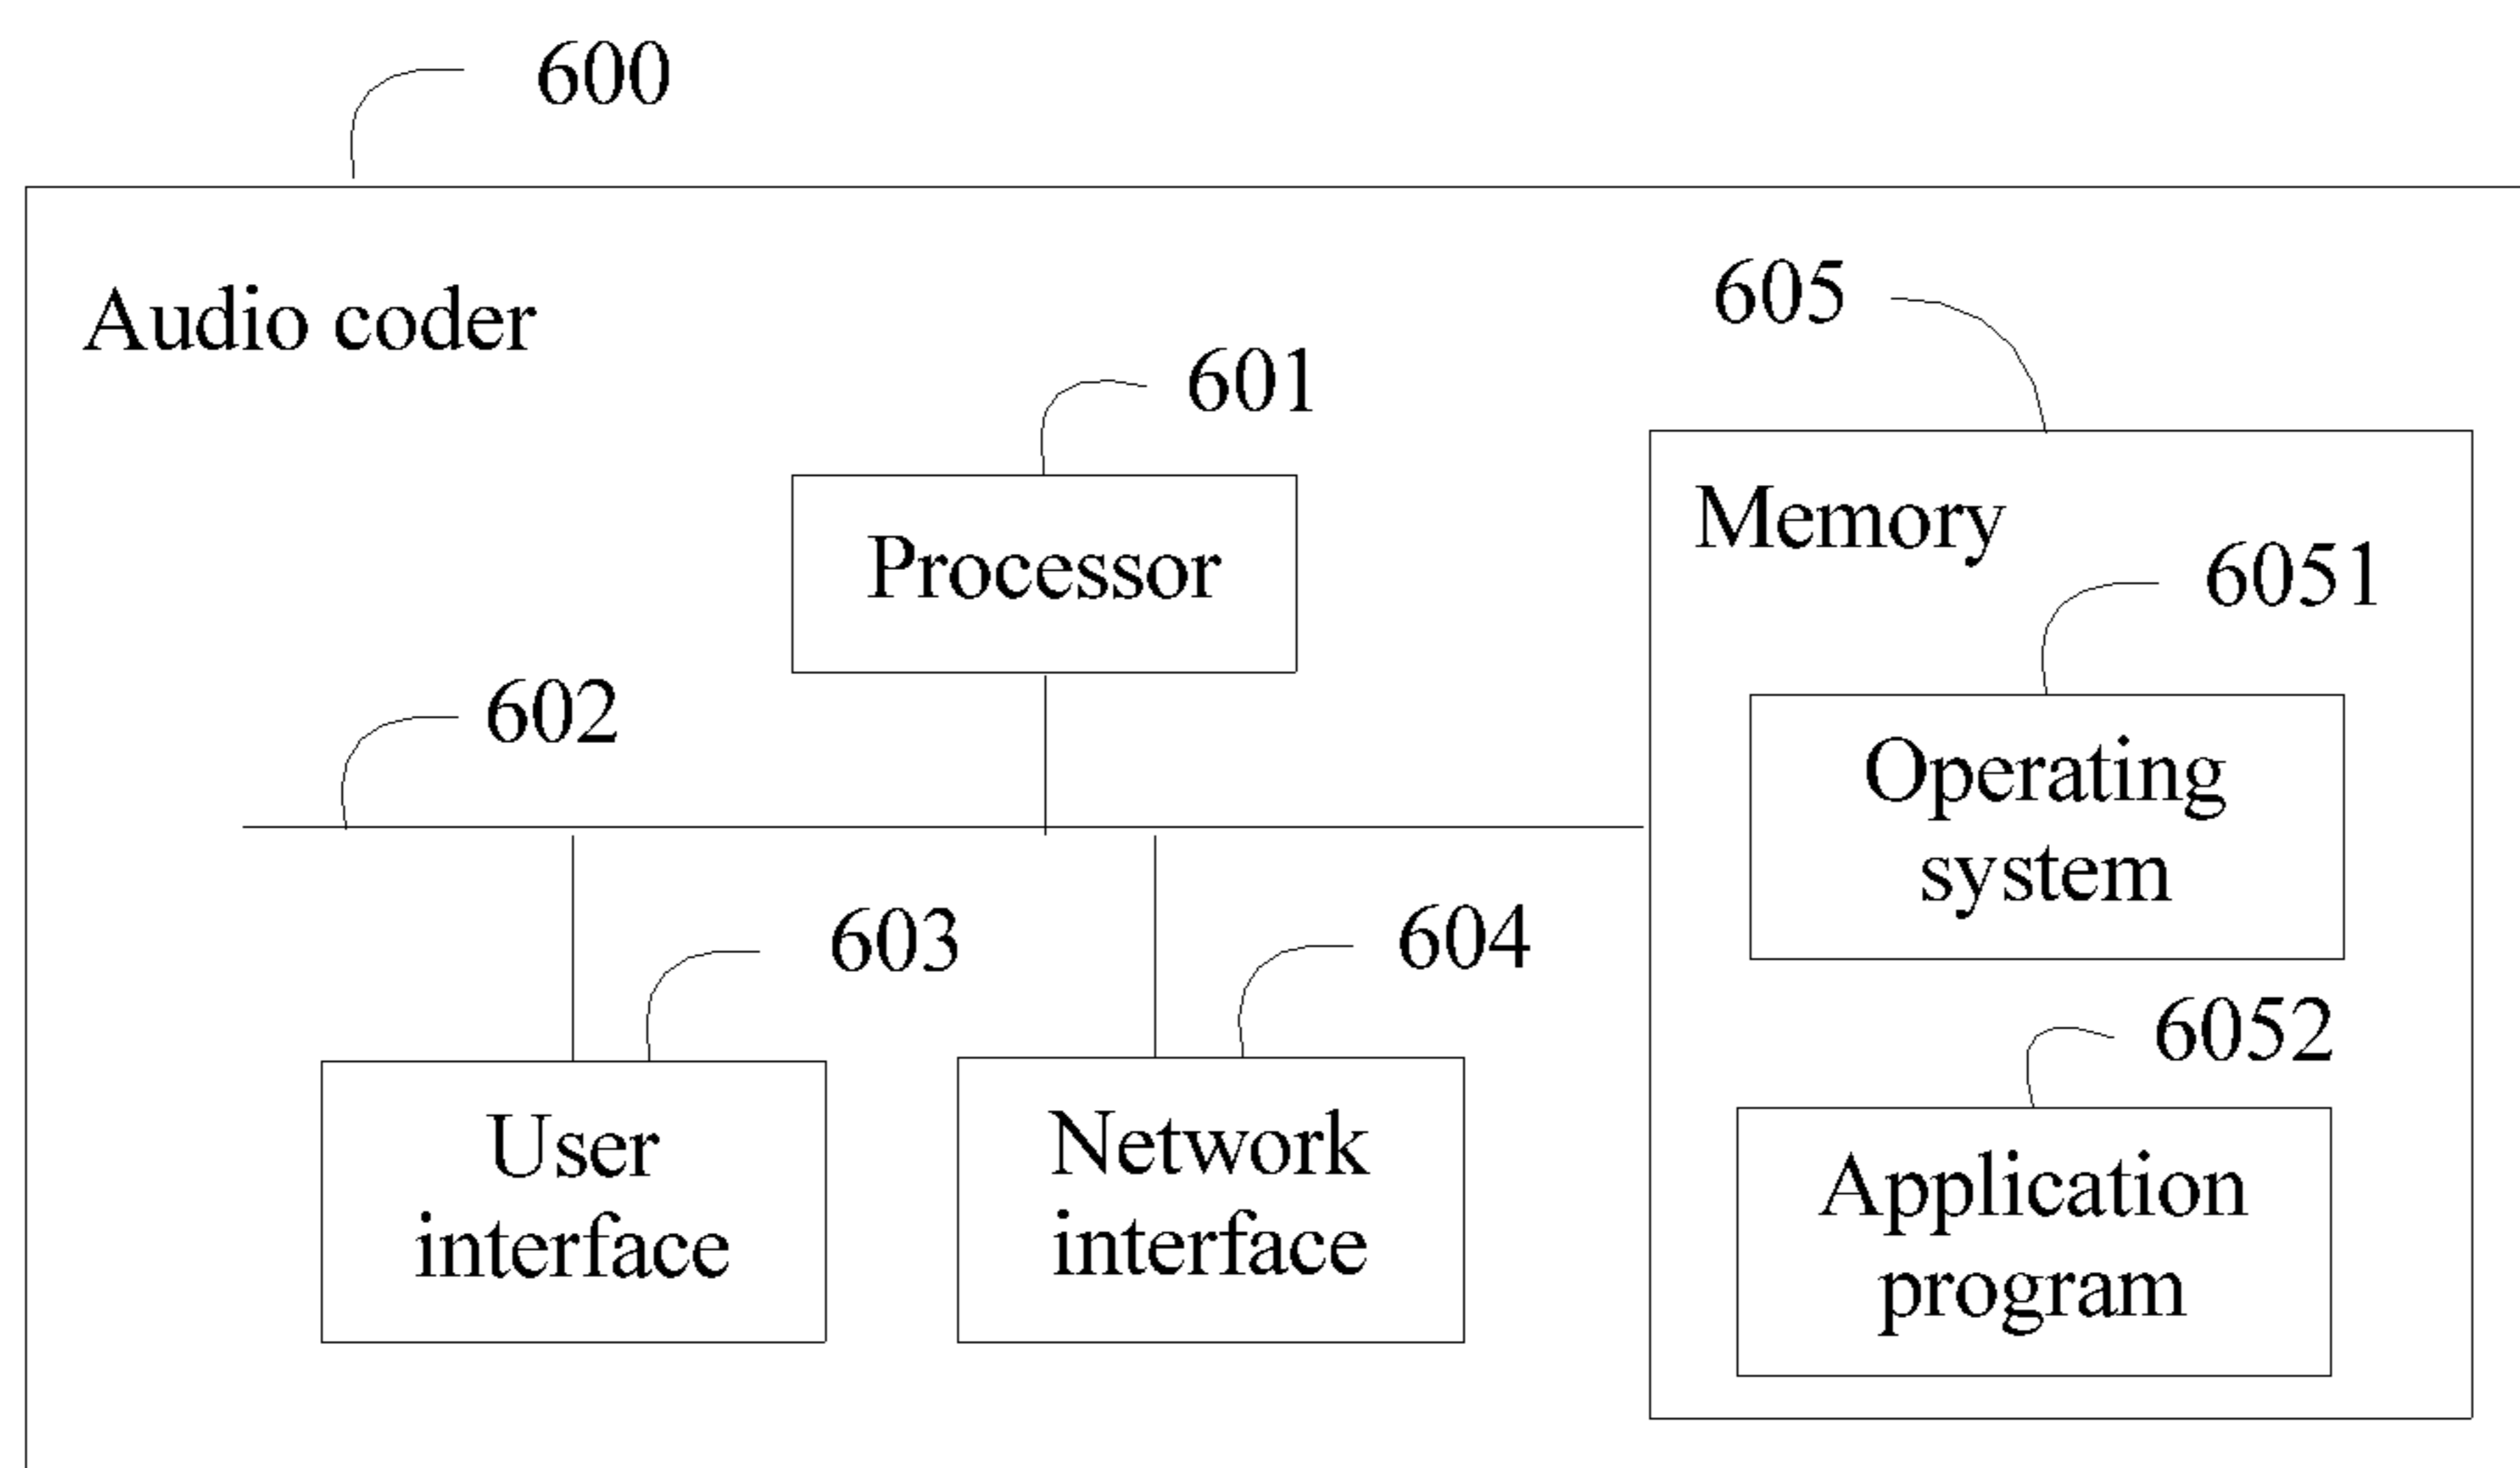 600
Audio coder
605
601
Processor
Memory
6051
602
Operating
system
603
604
6052
User
interface
Network
interface
Application
program